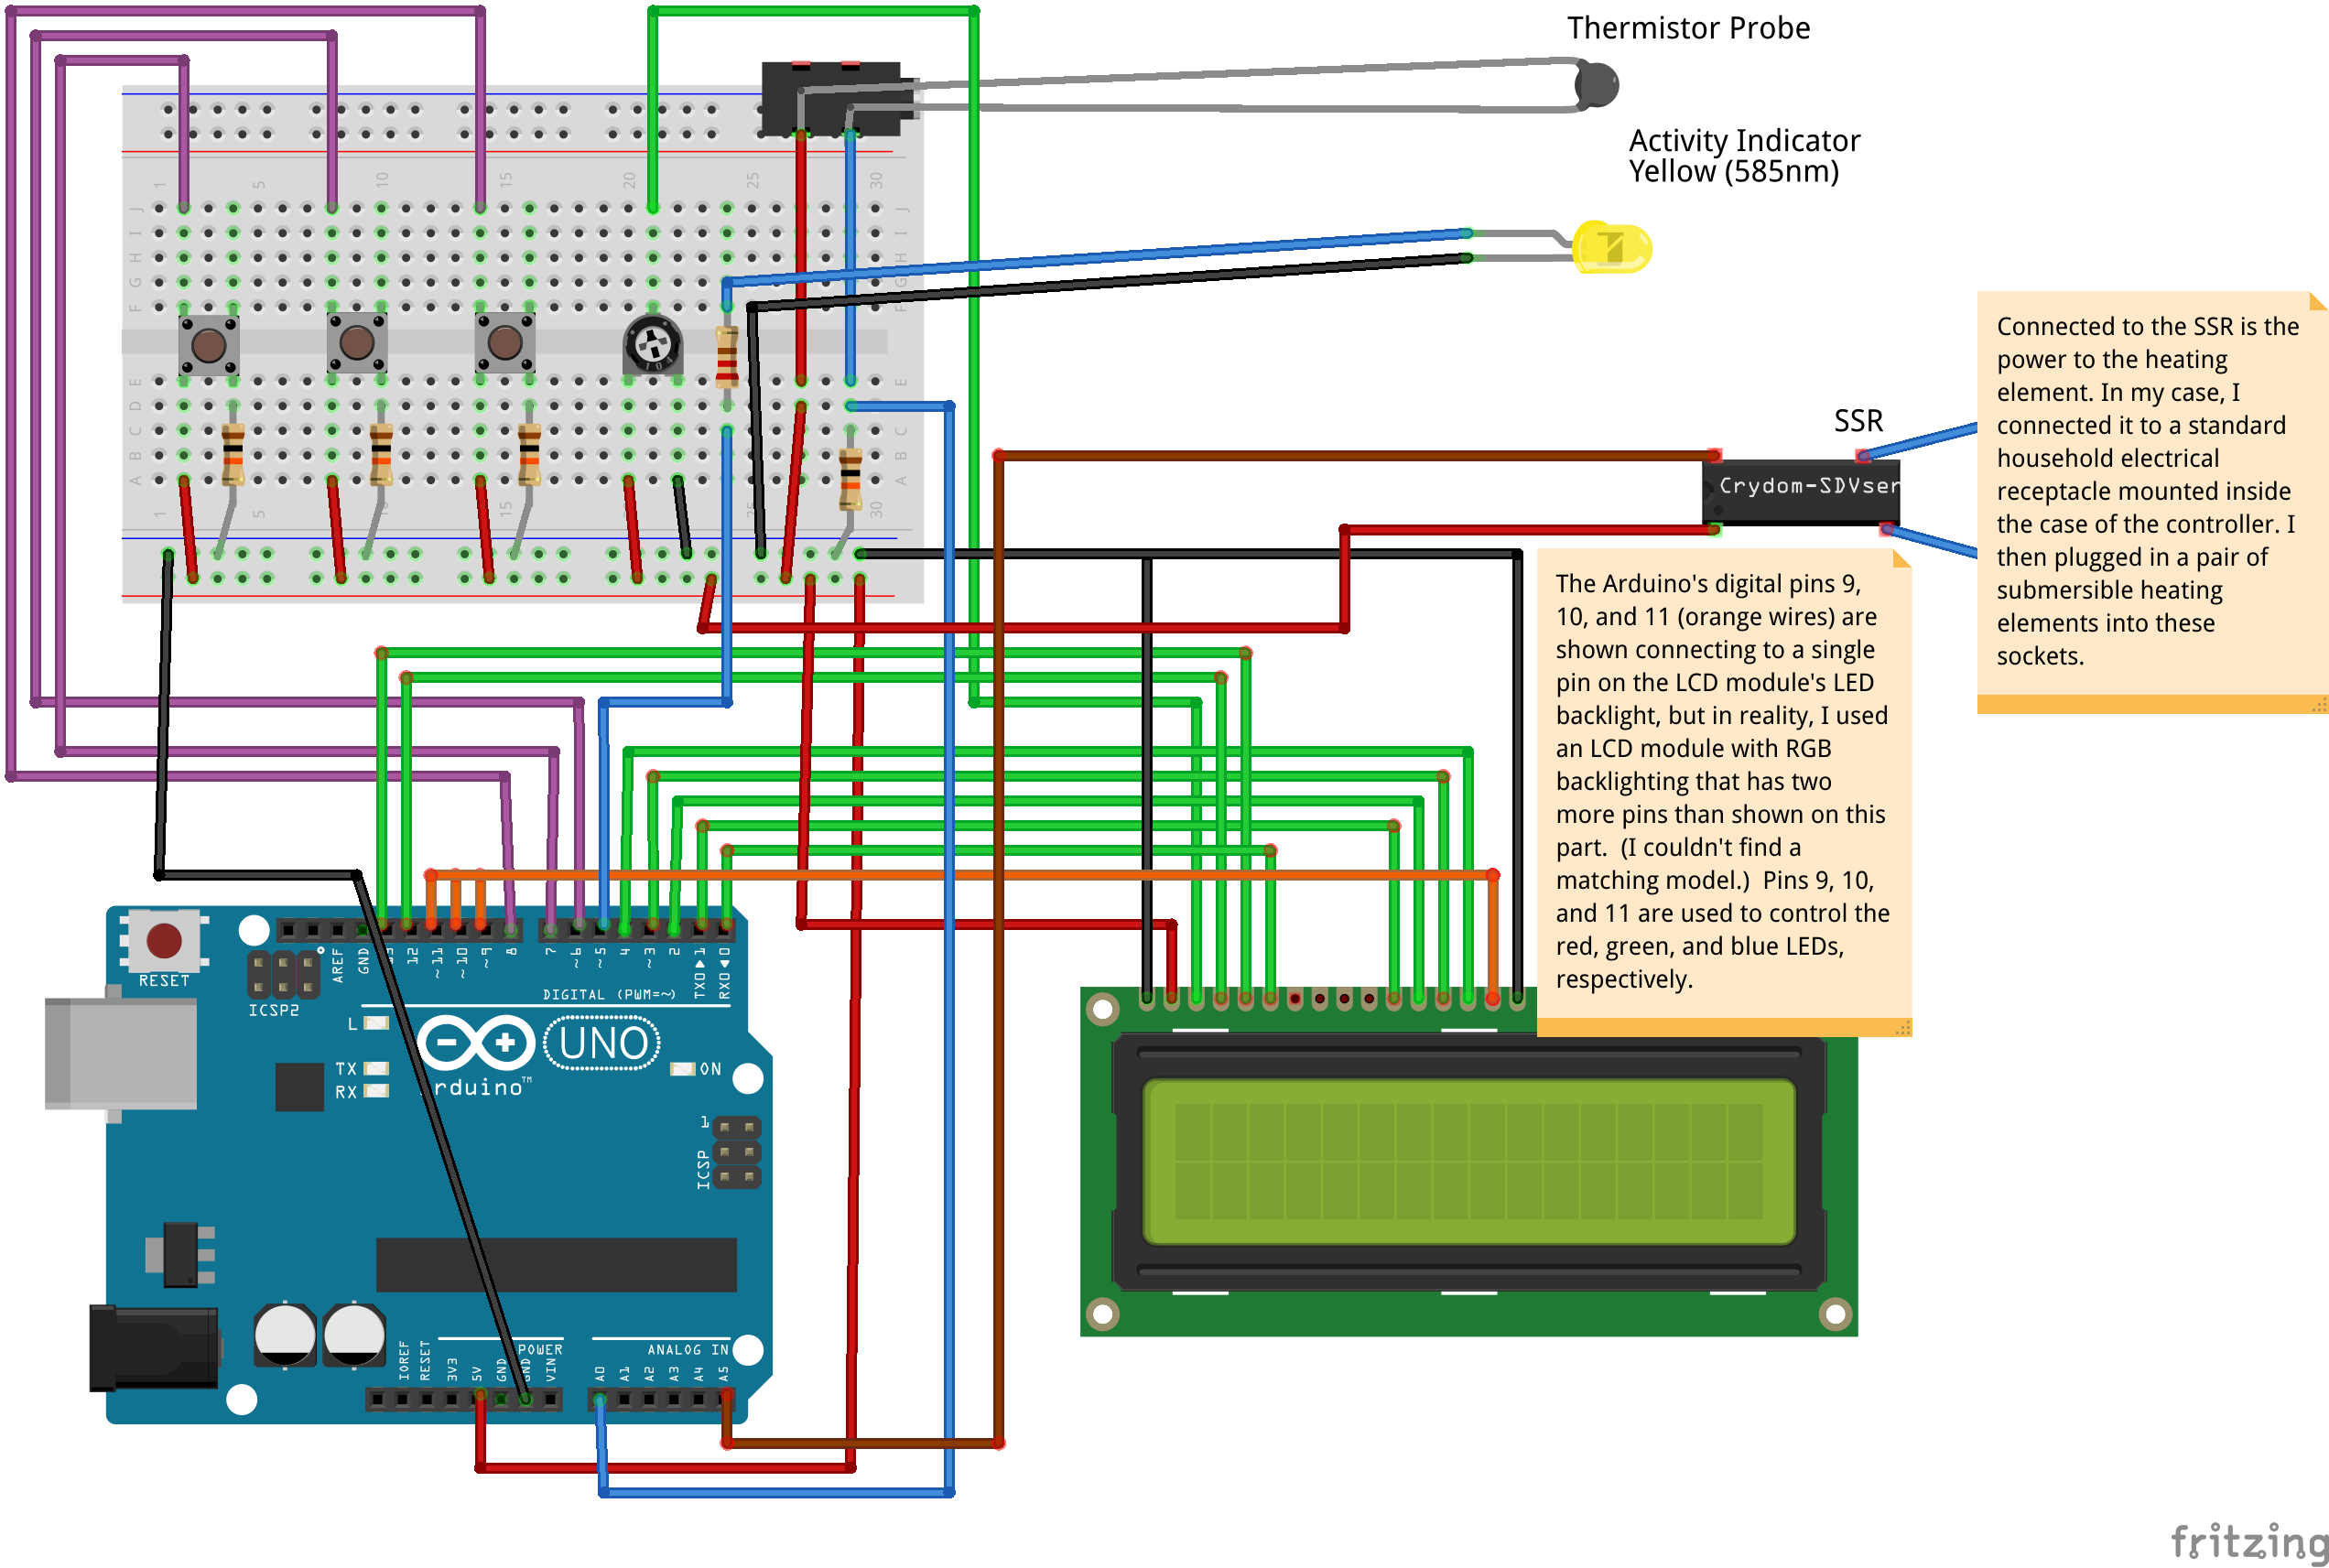 Thermistor Probe
Activity Indicator
Yellow (585nm)
1 5 10 15 20 25 30
J J
I
H H
G G
F F
E E
D
C C
B B
A A
1 5 15 25 30
SSR
Crydom-SDVser
Connected to the SSR is the
power to the heating
element. In my case, I
connected it to a standard
household electrical
receptacle mounted inside
the case of the controller. I
then plugged in a pair of
submersible heating
elements into these
sockets.
The Arduino's digital pins 9,
10, and 11 (orange wires) are
shown connecting to a single
pin on the LCD module's LED
backlight, but in reality, I used
an LCD module with RGB
backlighting that has two
more pins than shown on this
part. (I couldn't find a
matching model.) Pins 9, 10,
and 11 are used to control the
red, green, and blue LEDs,
respectively.
RESET
ICSP2
AREF
GND
13
12
~11
~10
~9
8
7
~6
~5
4
~3
2
TX0▶1
RX0◀0
DIGITAL (PWM=~)
L
TX
RX
UNO
ON
rduino™
1
ICSP
POWER
ANALOG IN
IOREF
RESET
3V3
5V
GND
GND
VIN
A0
A1
A2
A3
A4
A5
fritzing